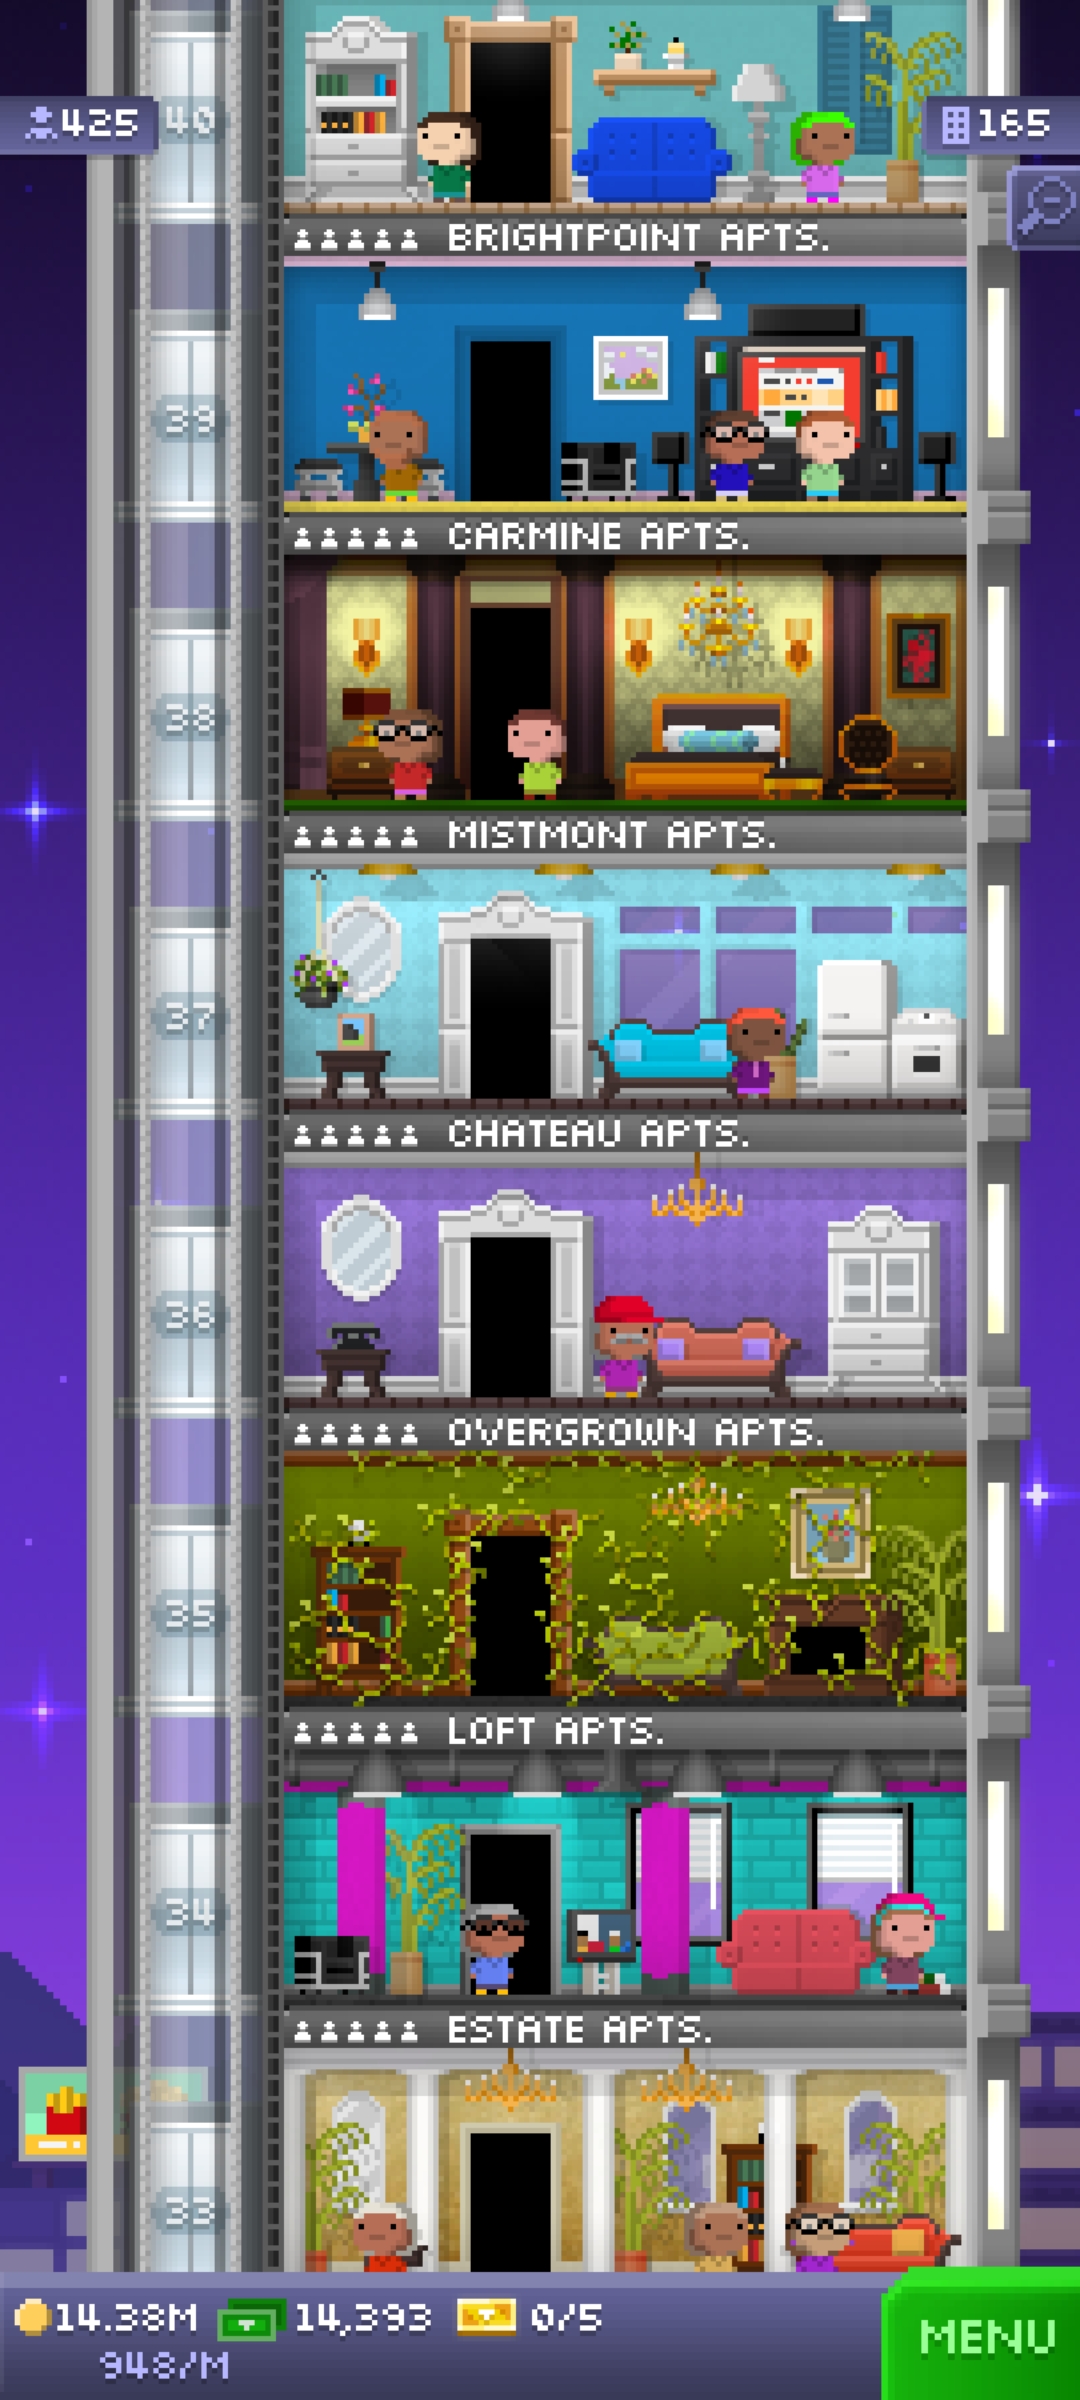 425
40
165
BRIGHTPOINT APTS.
39
CARMINE APTS.
38
MISTMONT APTS.
37
CHATEAU APTS.
36
OVERGROWN APTS.
35
LOFT APTS.
34
ESTATE APTS.
33
14.38M 14,393 0/5
948/M
MENU